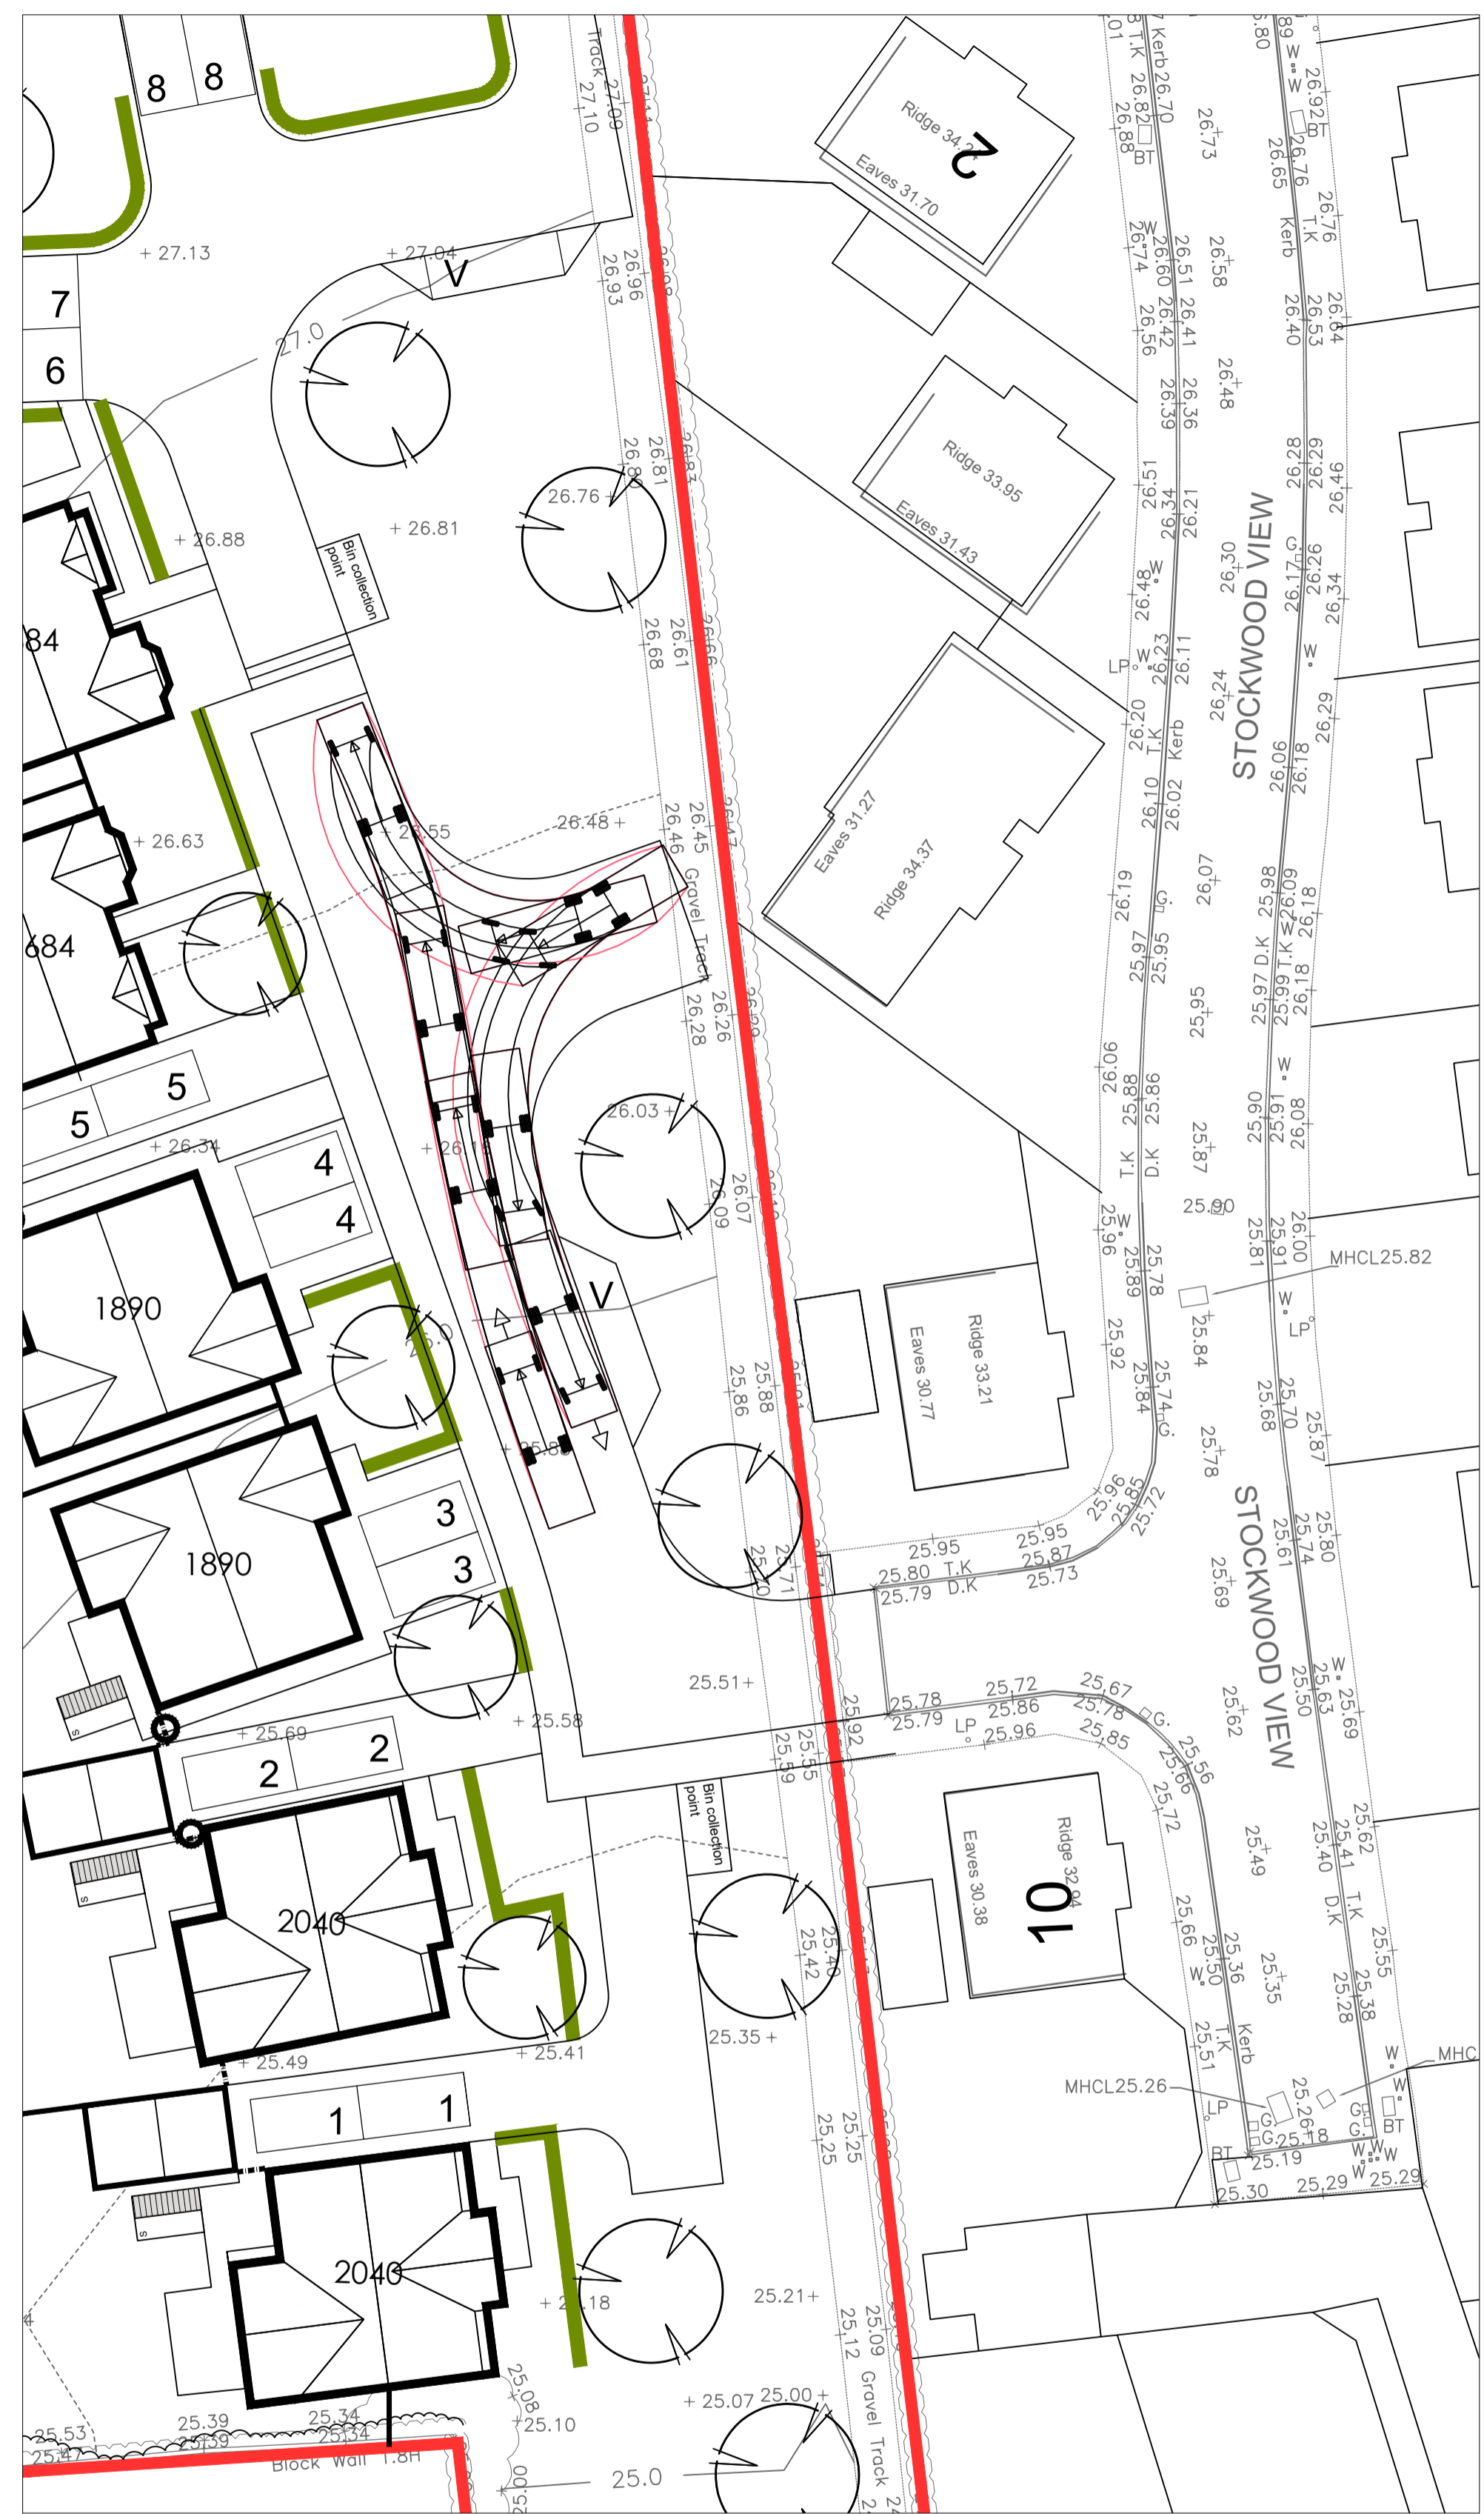 8 8
7
6
+ 27.13
+ 27.04
V
27.0
Track
27.09
27.10
26.96
26.93
Ridge 34.2
Eaves 31.70
2
26.82
T.K
Kerb
26.70
26.88
BT
26.73
26.80
W W
26.92
BT
26.76
26.65
Kerb
T.K
26.76
W
26.74
26.60
26.51
26.58
26.42
26.41
26.56
26.40
26.53
26.64
26.48
26.39
26.36
Ridge 33.95
Eaves 31.43
26.76 +
26.81
+ 26.81
+ 26.88
Bin collection
point
26.51
26.34
26.21
26.28
26.29
26.46
STOCKWOOD VIEW
26.48
W
26.30
26.17
G.
26.26
26.34
84
26.68
26.61
LP
W
26.23
26.11
W
26.24
26.29
26.20
T.K
Kerb
26.06
26.18
26.10
26.02
+ 26.63
26.48 +
26.46
26.45
Gravel Track
Eaves 31.27
Ridge 34.37
26.07
26.19
G.
684
25.98
26.09
26.18
25.97
25.95
25.97
D.K
25.99
T.K
26.18
26.28
26.26
25.95
26.06
25.88
25.86
W
25.90
25.91
26.08
5
5
+ 26.34
4
4
26.03 +
T.K
D.K
25.87
26.09
26.07
25.90
25.96
W
25.89
25.78
25.81
25.91
26.00
MHCL25.82
1890
V
Eaves 30.77
Ridge 33.21
25.92
25.84
W
LP
25.84
25.74
G
25.86
25.88
25.68
25.70
25.87
25.78
3
3
1890
25.96
25.85
25.72
STOCKWOOD VIEW
25.95
25.95
25.80 T.K
25.79 D.K
25.87
25.73
25.71
25.61
25.74
25.80
25.69
s
25.51+
25.78
25.79
25.72
25.86
25.67
25.78
G.
LP
25.96
25.85
25.62
W
25.50
25.63
25.69
+ 25.58
+ 25.69
2
2
25.92
25.55
25.59
25.66
25.56
25.72
Bin collection
point
s
2040
Eaves 30.38
Ridge 32.94
10
25.49
25.40
25.41
25.62
D.K
T.K
25.42
25.40
25.66
W
25.50
25.36
25.35
25.28
25.38
25.55
25.35 +
+ 25.41
+ 25.49
T.K
Kerb
25.51
1
1
MHCL25.26
MHC
LP
25.26
G.
G.
25.18
G.
G.
W
W
BT
BT
25.19
25.30
25.29
25.29
W
W
W
W
25.25
25.25
s
2040
25.21+
25.12
25.09
Gravel Track
+ 25.07
25.00 +
25.08
+25.10
25.53
25.47
25.39
25.39
25.34
25.34
Block Wall 1.8H
25.00
25.0